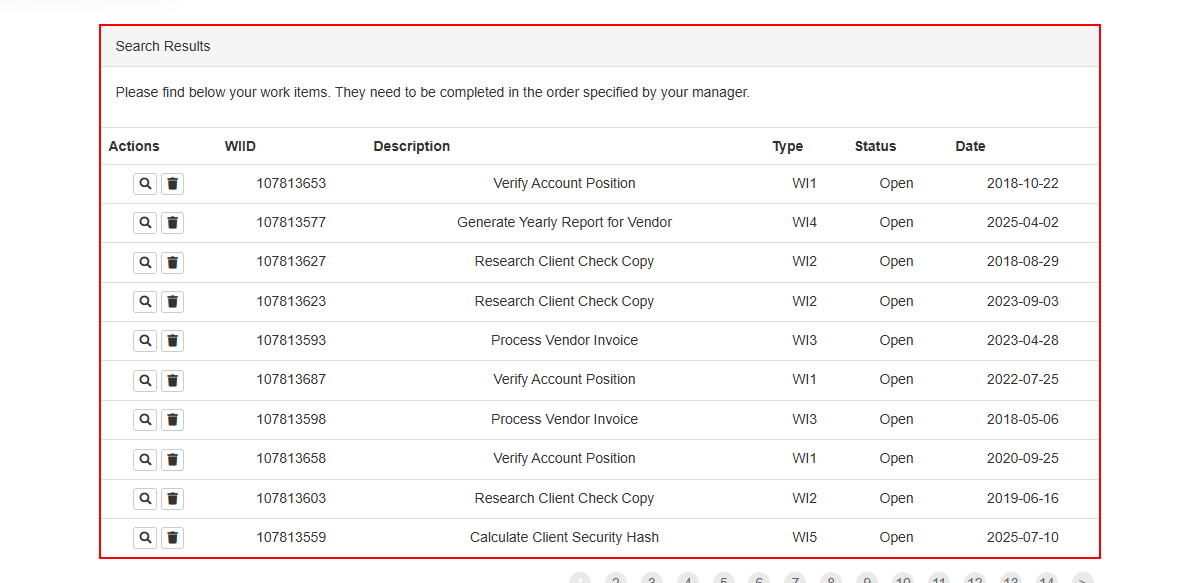 Search Results
Please find below your work items. They need to be completed in the order specified by your manager.
Actions WIID Description Type Status Date
107813653 Verify Account Position WI1 Open 2018-10-22
107813577 Generate Yearly Report for Vendor WI4 Open 2025-04-02
107813627 Research Client Check Copy WI2 Open 2018-08-29
107813623 Research Client Check Copy WI2 Open 2023-09-03
107813593 Process Vendor Invoice WI3 Open 2023-04-28
107813687 Verify Account Position WI1 Open 2022-07-25
107813598 Process Vendor Invoice WI3 Open 2018-05-06
107813658 Verify Account Position WI1 Open 2020-09-25
107813603 Research Client Check Copy WI2 Open 2019-06-16
107813559 Calculate Client Security Hash WI5 Open 2025-07-10
1 2 3 4 5 6 7 8 9 10 11 12 13 14 >